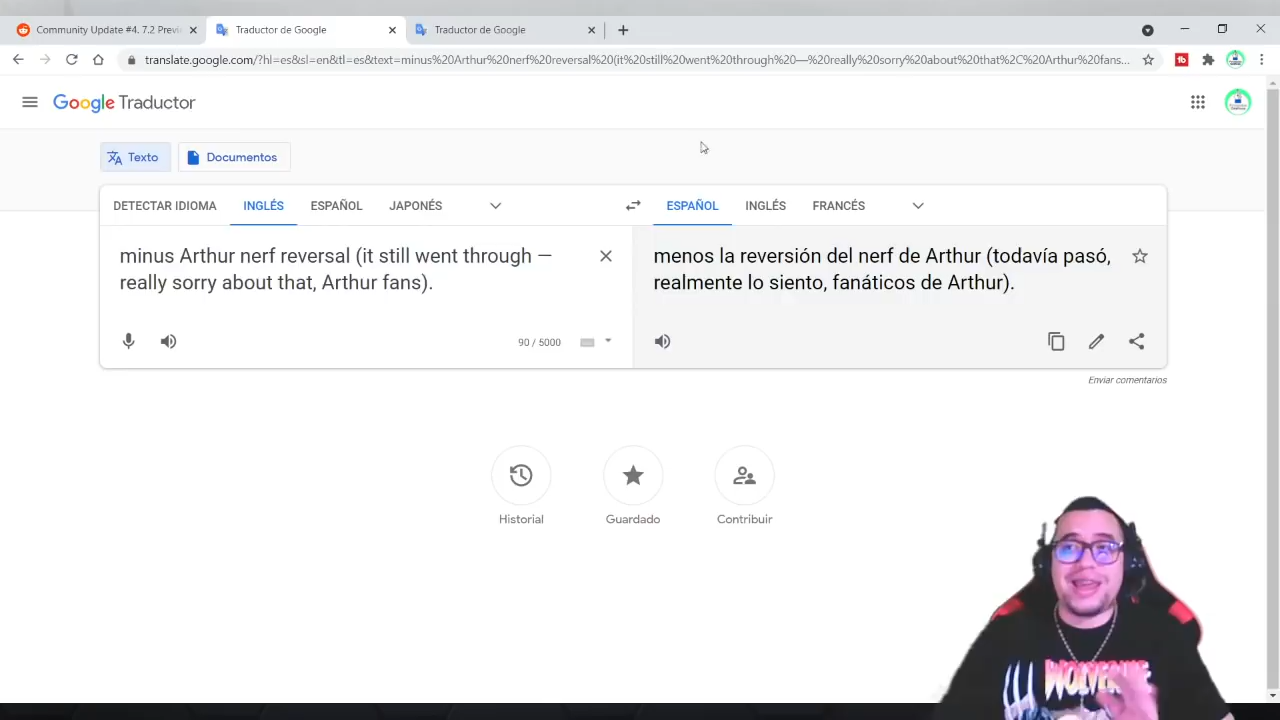 Community Update #4. 7.2 Previ
Traductor de Google
Traductor de Google
translate.google.com/?hl=es&sl=en&tl=es&text=minus%20Arthur%20nerf%20reversal%20(it%20still%20went%20through%20—%20really%20sorry%20about%20that%2C%20Arthur%20fans...
Google Traductor
Texto
Documentos
DETECTAR IDIOMA INGLÉS ESPAÑOL JAPONÉS
ESPAÑOL INGLÉS FRANCÉS
minus Arthur nerf reversal (it still went through —
really sorry about that, Arthur fans).
90 / 5000
menos la reversión del nerf de Arthur (todavía pasó,
realmente lo siento, fanáticos de Arthur).
Enviar comentarios
Historial
Guardado
Contribuir